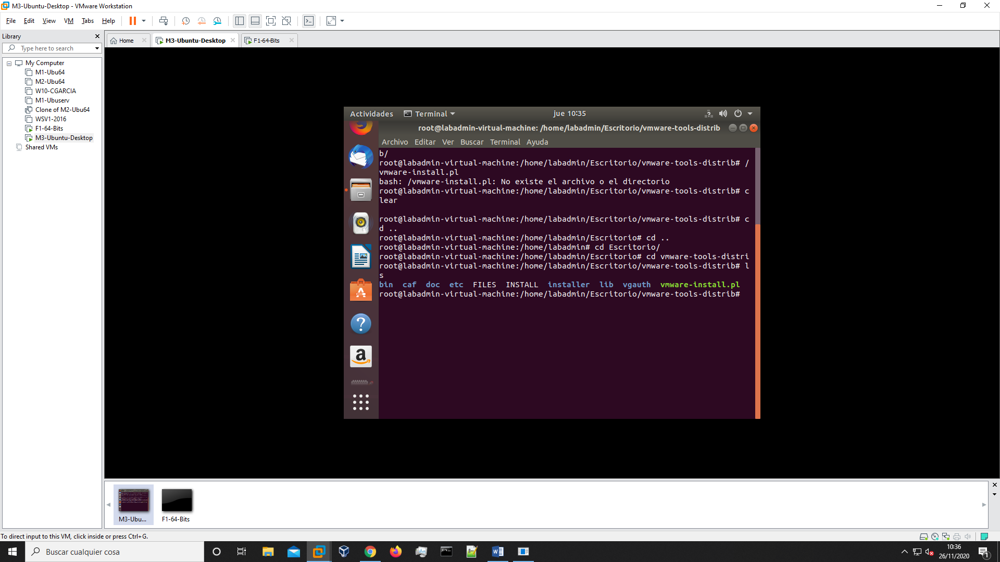 M3-Ubuntu-Desktop - VMware Workstation
File Edit View VM Tabs Help
Library
Type here to search
My Computer
M1-Ubu64
M2-Ubu64
W10-CGARCIA
M1-Ubuserv
Clone of M2-Ubu64
WSV1-2016
F1-64-Bits
M3-Ubuntu-Desktop
Shared VMs
Home M3-Ubuntu-Desktop F1-64-Bits
Actividades Terminal jue 10:35
root@labadmin-virtual-machine: /home/labadmin/Escritorio/vmware-tools-distrib
Archivo Editar Ver Buscar Terminal Ayuda
b/
root@labadmin-virtual-machine:/home/labadmin/Escritorio/vmware-tools-distrib# /
vmware-install.pl
bash: /vmware-install.pl: No existe el archivo o el directorio
root@labadmin-virtual-machine:/home/labadmin/Escritorio/vmware-tools-distrib# c
lear
root@labadmin-virtual-machine:/home/labadmin/Escritorio/vmware-tools-distrib# c
d ..
root@labadmin-virtual-machine:/home/labadmin/Escritorio# cd ..
root@labadmin-virtual-machine:/home/labadmin# cd Escritorio/
root@labadmin-virtual-machine:/home/labadmin/Escritorio# cd vmware-tools-distri
root@labadmin-virtual-machine:/home/labadmin/Escritorio/vmware-tools-distrib# l
s
bin caf doc etc FILES INSTALL installer lib vgauth vmware-install.pl
root@labadmin-virtual-machine:/home/labadmin/Escritorio/vmware-tools-distrib#
M3-Ubu... F1-64-Bits
To direct input to this VM, click inside or press Ctrl+G.
Buscar cualquier cosa
10:36
26/11/2020
1